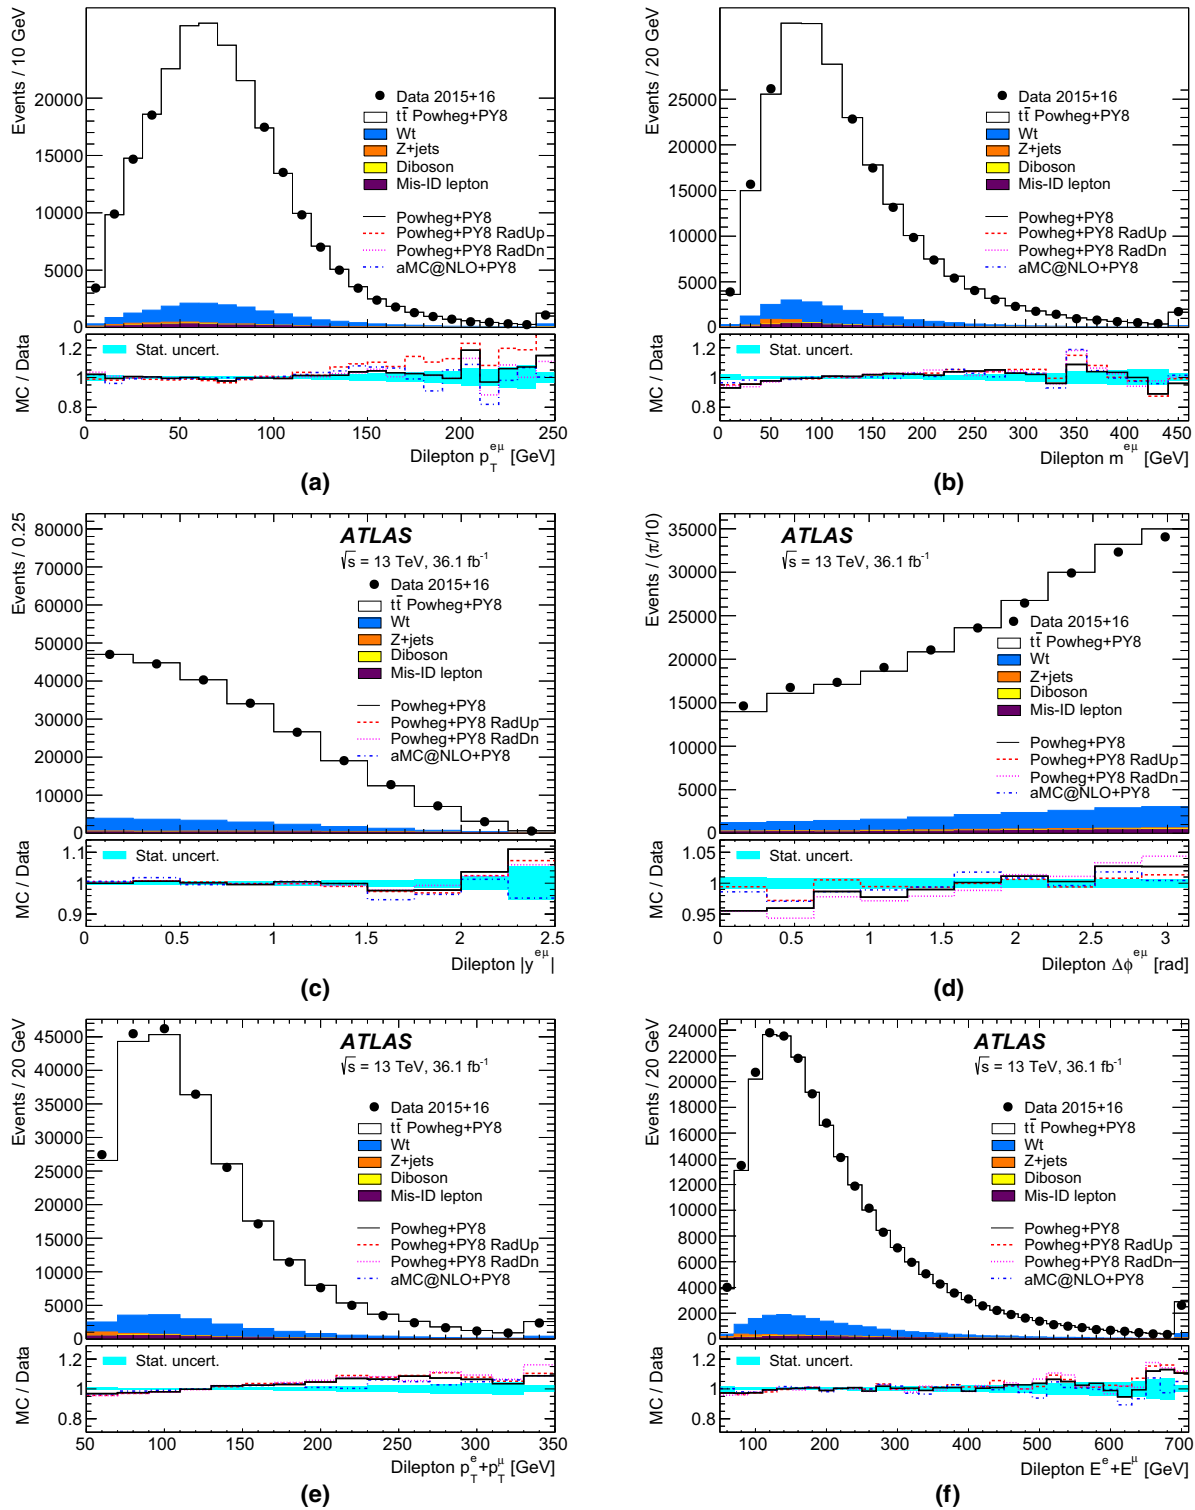 Events / 10 GeV
20000
15000
10000
5000
0
Data 2015+16
tt̄ Powheg+PY8
Wt
Z+jets
Diboson
Mis-ID lepton
Powheg+PY8
Powheg+PY8 RadUp
Powheg+PY8 RadDn
aMC@NLO+PY8
MC / Data
1.2
1
0.8
Stat. uncert.
0 50 100 150 200 250
Dilepton p_T^{eμ} [GeV]
(a)
Events / 20 GeV
25000
20000
15000
10000
5000
0
Data 2015+16
tt̄ Powheg+PY8
Wt
Z+jets
Diboson
Mis-ID lepton
Powheg+PY8
Powheg+PY8 RadUp
Powheg+PY8 RadDn
aMC@NLO+PY8
MC / Data
1.2
1
0.8
Stat. uncert.
0 50 100 150 200 250 300 350 400 450
Dilepton m^{eμ} [GeV]
(b)
Events / 0.25
80000
70000
60000
50000
40000
30000
20000
10000
0
ATLAS
√s = 13 TeV, 36.1 fb⁻¹
Data 2015+16
tt̄ Powheg+PY8
Wt
Z+jets
Diboson
Mis-ID lepton
Powheg+PY8
Powheg+PY8 RadUp
Powheg+PY8 RadDn
aMC@NLO+PY8
MC / Data
1.1
1
0.9
Stat. uncert.
0 0.5 1 1.5 2 2.5
Dilepton |y^{eμ}|
(c)
Events / (π/10)
35000
30000
25000
20000
15000
10000
5000
0
ATLAS
√s = 13 TeV, 36.1 fb⁻¹
Data 2015+16
tt̄ Powheg+PY8
Wt
Z+jets
Diboson
Mis-ID lepton
Powheg+PY8
Powheg+PY8 RadUp
Powheg+PY8 RadDn
aMC@NLO+PY8
MC / Data
1.05
1
0.95
Stat. uncert.
0 0.5 1 1.5 2 2.5 3
Dilepton Δϕ^{eμ} [rad]
(d)
Events / 20 GeV
45000
40000
35000
30000
25000
20000
15000
10000
5000
0
ATLAS
√s = 13 TeV, 36.1 fb⁻¹
Data 2015+16
tt̄ Powheg+PY8
Wt
Z+jets
Diboson
Mis-ID lepton
Powheg+PY8
Powheg+PY8 RadUp
Powheg+PY8 RadDn
aMC@NLO+PY8
MC / Data
1.2
1
0.8
Stat. uncert.
50 100 150 200 250 300 350
Dilepton p_T^e+p_T^μ [GeV]
(e)
Events / 20 GeV
24000
22000
20000
18000
16000
14000
12000
10000
8000
6000
4000
2000
0
ATLAS
√s = 13 TeV, 36.1 fb⁻¹
Data 2015+16
tt̄ Powheg+PY8
Wt
Z+jets
Diboson
Mis-ID lepton
Powheg+PY8
Powheg+PY8 RadUp
Powheg+PY8 RadDn
aMC@NLO+PY8
MC / Data
1.2
1
0.8
Stat. uncert.
100 200 300 400 500 600 700
Dilepton E^e+E^μ [GeV]
(f)